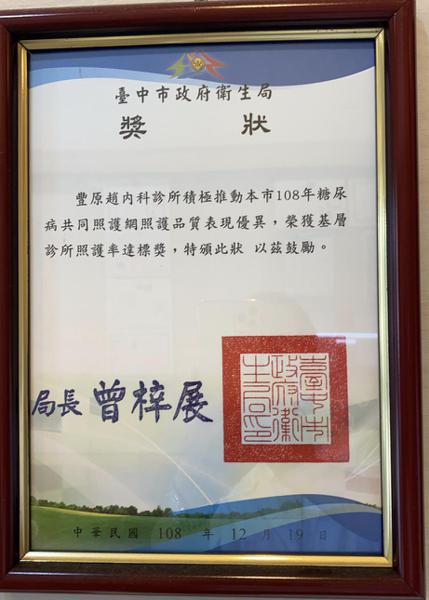 臺中市政府衛生局
獎狀
豐原趙內科診所積極推動本市108年糖尿
病共同照護網照護品質表現優異，榮獲基層
診所照護率達標獎，特頒此狀 以茲鼓勵。
局長 曾梓展
臺中市
政府衛
生局印
中華民國 108 年 12 月 19 日